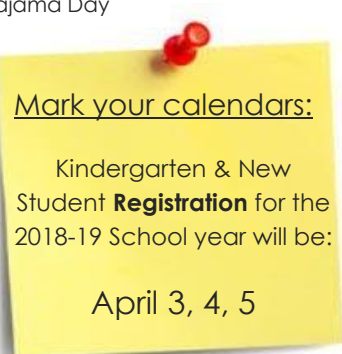 ajama Day
Mark your calendars:
Kindergarten & New
Student Registration for the
2018-19 School year will be:
April 3, 4, 5